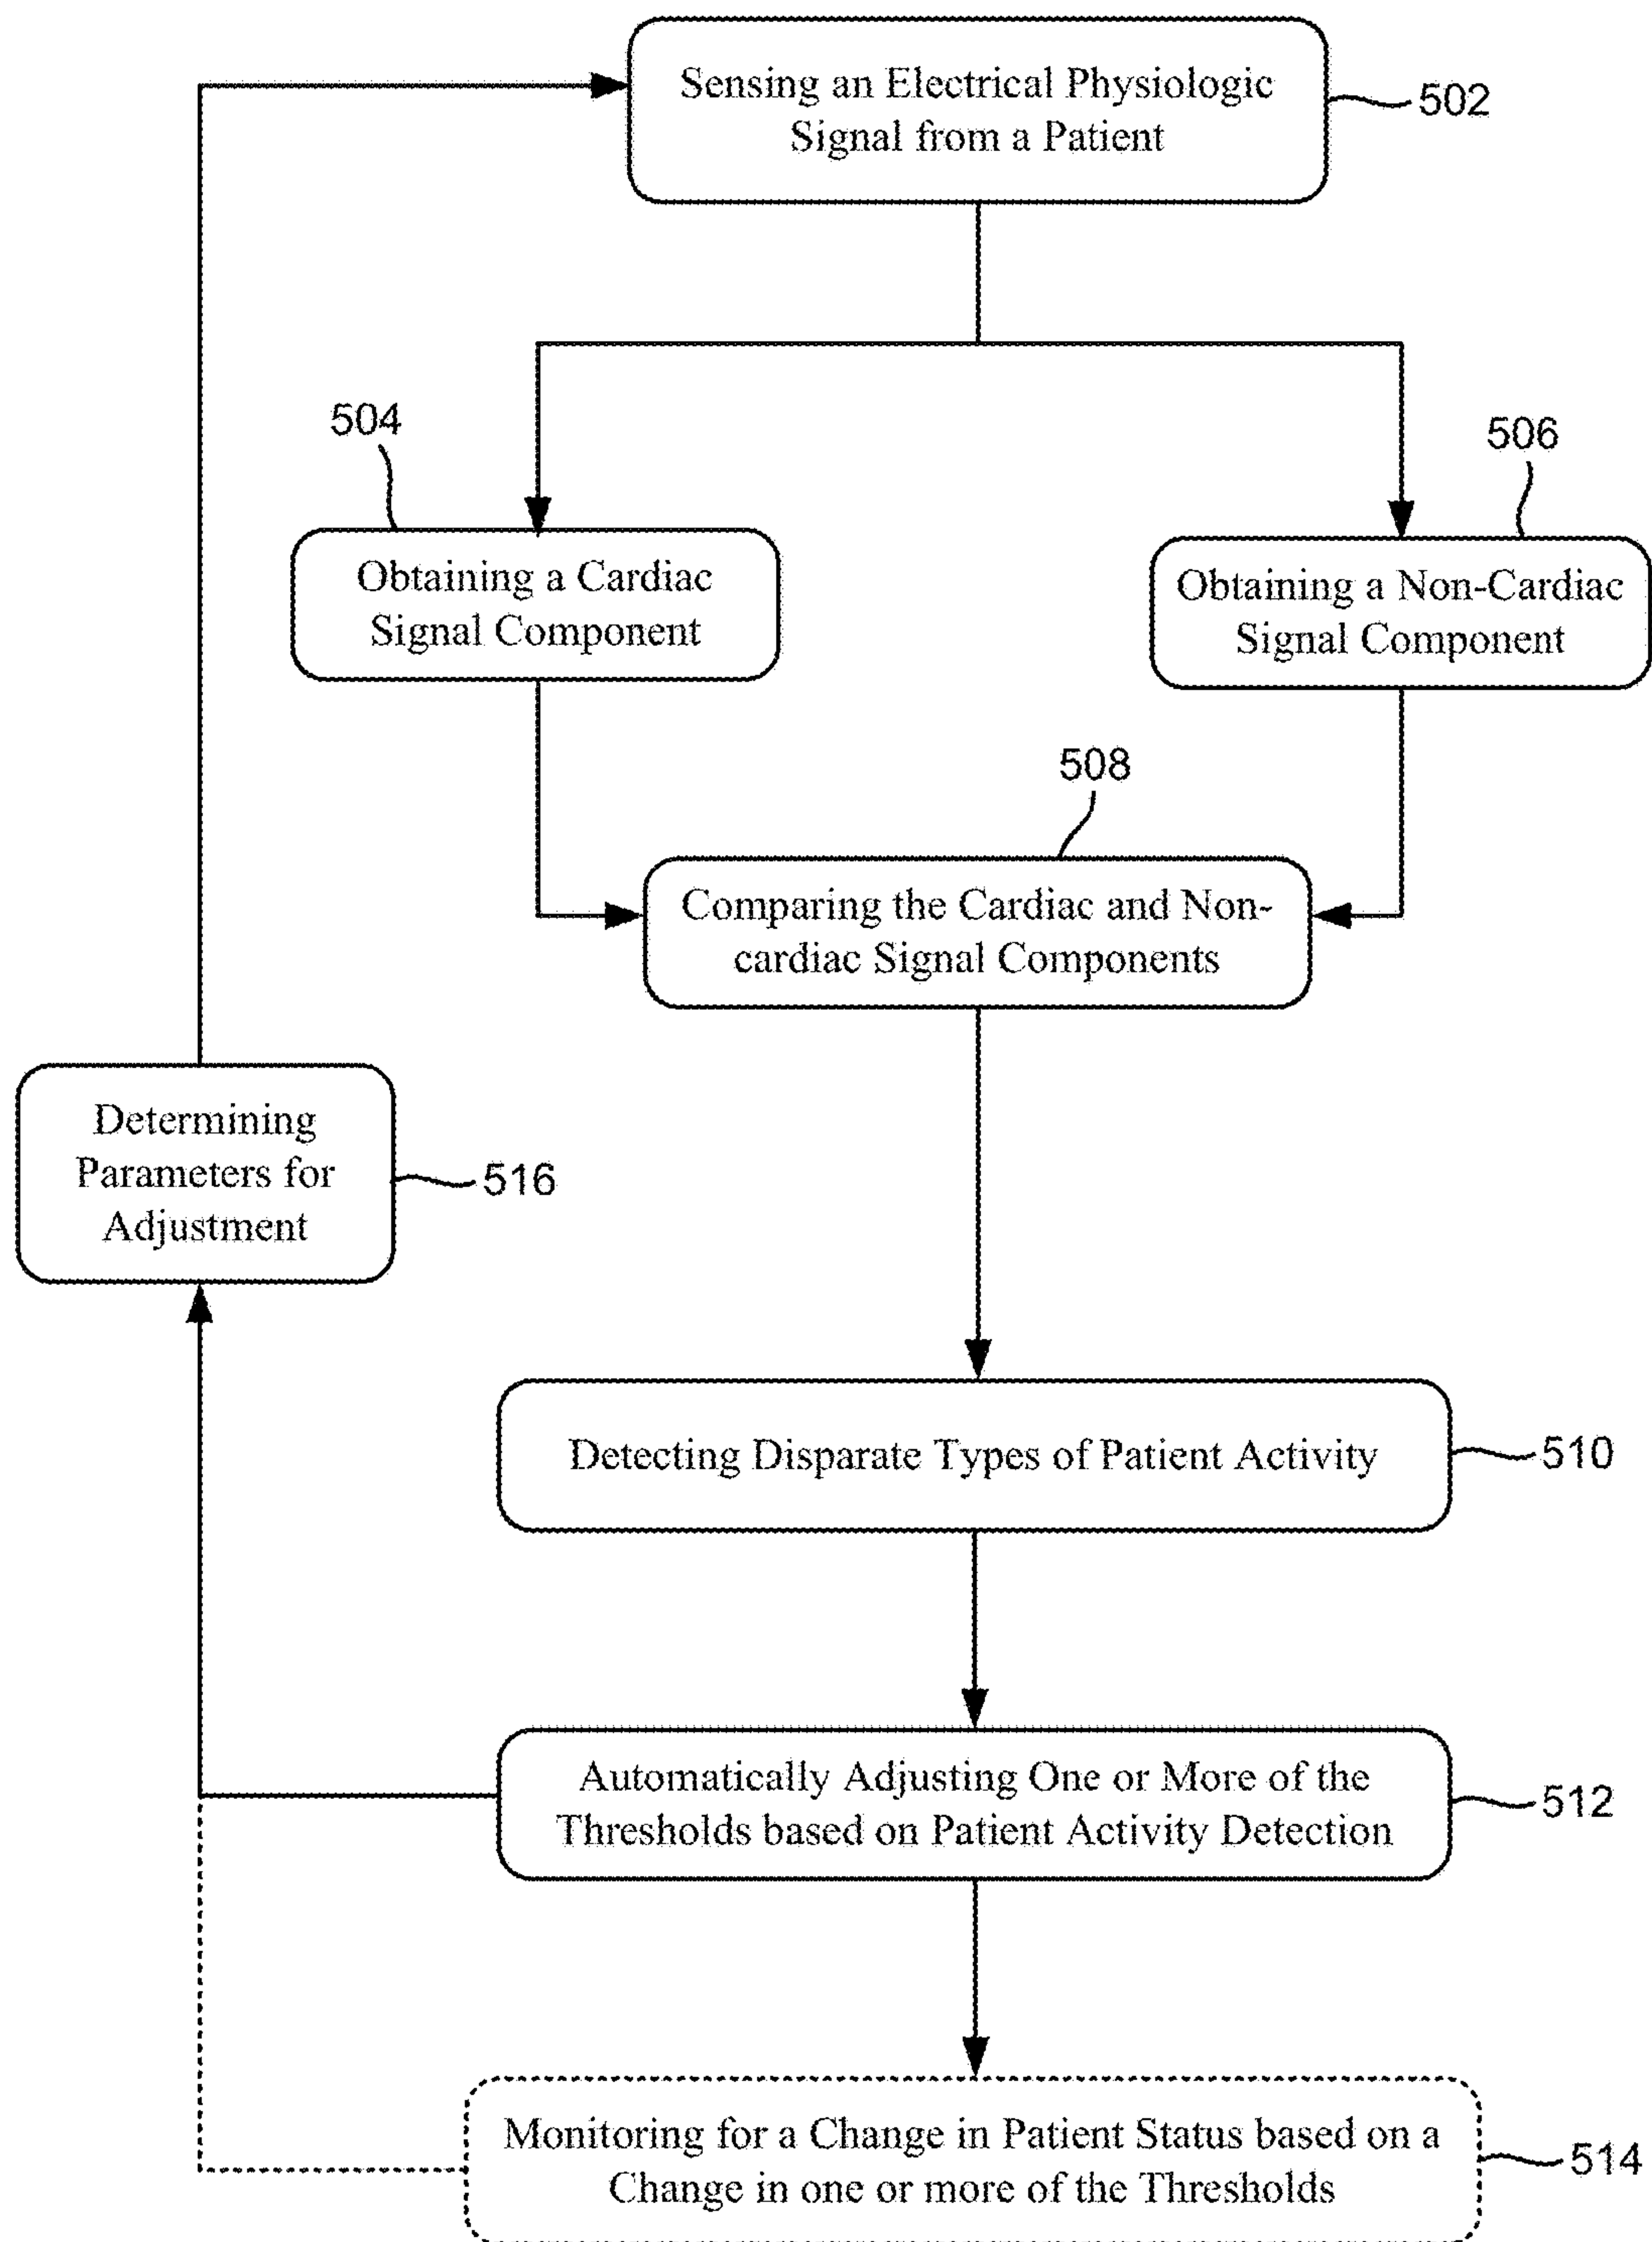 Sensing an Electrical Physiologic
Signal from a Patient
502
504
506
Obtaining a Cardiac
Signal Component
Obtaining a Non-Cardiac
Signal Component
508
Comparing the Cardiac and Non-
cardiac Signal Components
Determining
Parameters for
Adjustment
516
Detecting Disparate Types of Patient Activity
510
Automatically Adjusting One or More of the
Thresholds based on Patient Activity Detection
512
Monitoring for a Change in Patient Status based on a
Change in one or more of the Thresholds
514